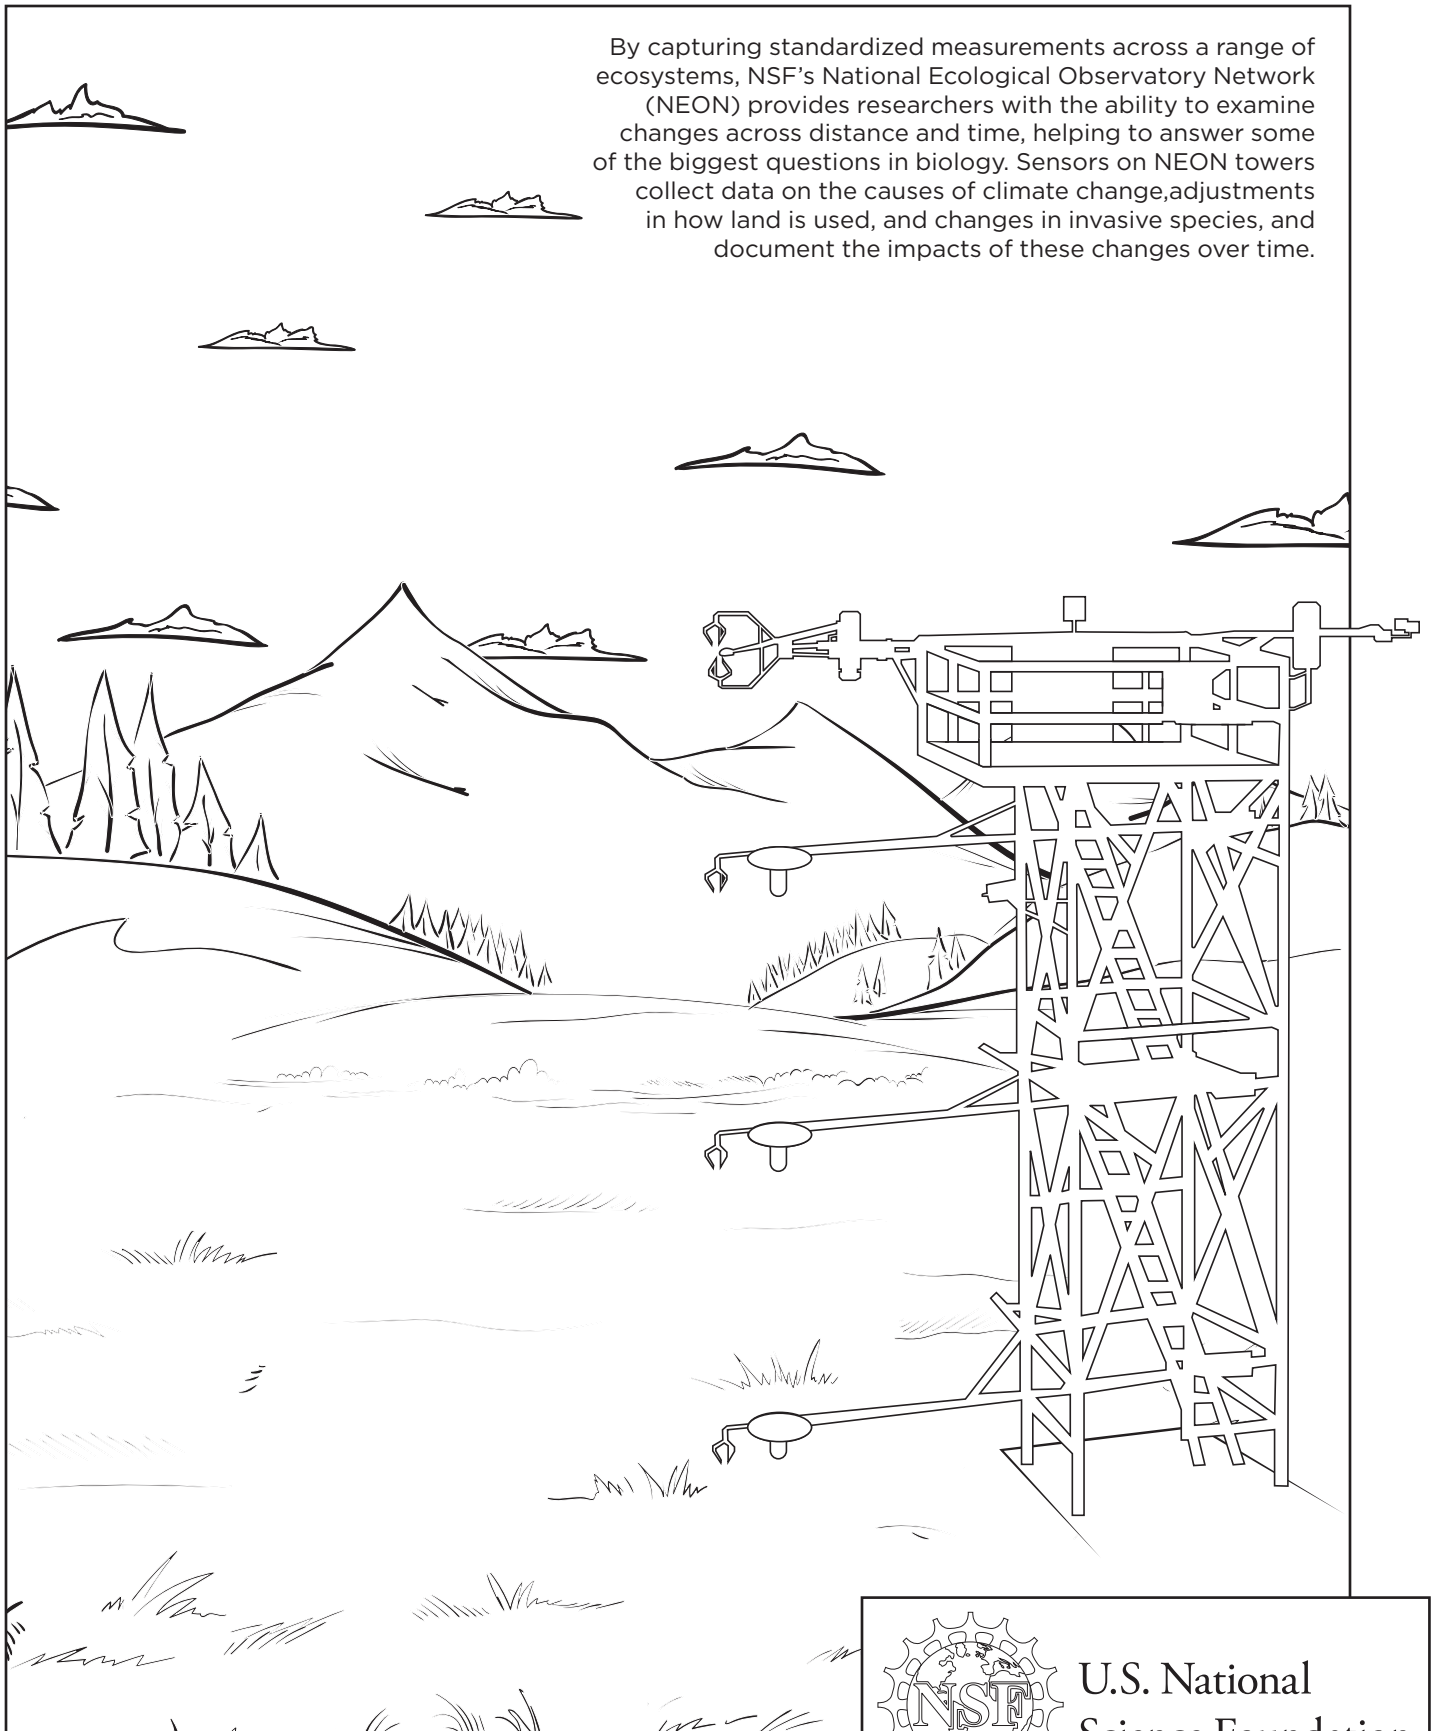 By capturing standardized measurements across a range of
ecosystems, NSF's National Ecological Observatory Network
(NEON) provides researchers with the ability to examine
changes across distance and time, helping to answer some
of the biggest questions in biology. Sensors on NEON towers
collect data on the causes of climate change,adjustments
in how land is used, and changes in invasive species, and
document the impacts of these changes over time.
NSF
U.S. National
Science Foundation